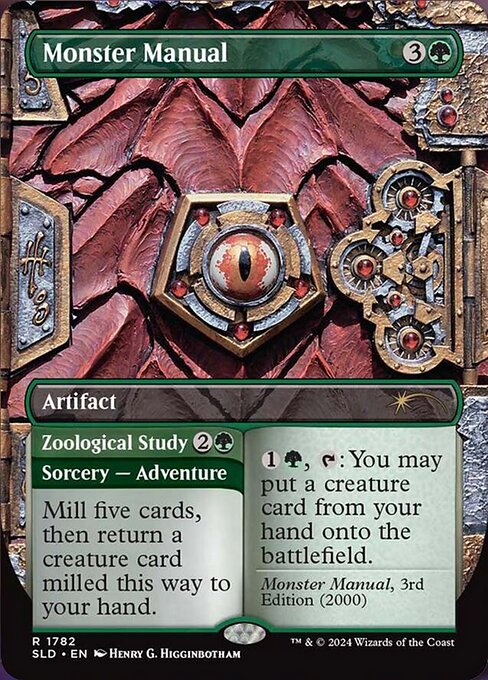 Monster Manual 3
Artifact
Zoological Study 2
Sorcery — Adventure
Mill five cards,
then return a
creature card
milled this way to
your hand.
1 , : You may
put a creature
card from your
hand onto the
battlefield.
Monster Manual, 3rd
Edition (2000)
R 1782
SLD • EN Henry G. Higginbotham
™ & © 2024 Wizards of the Coast